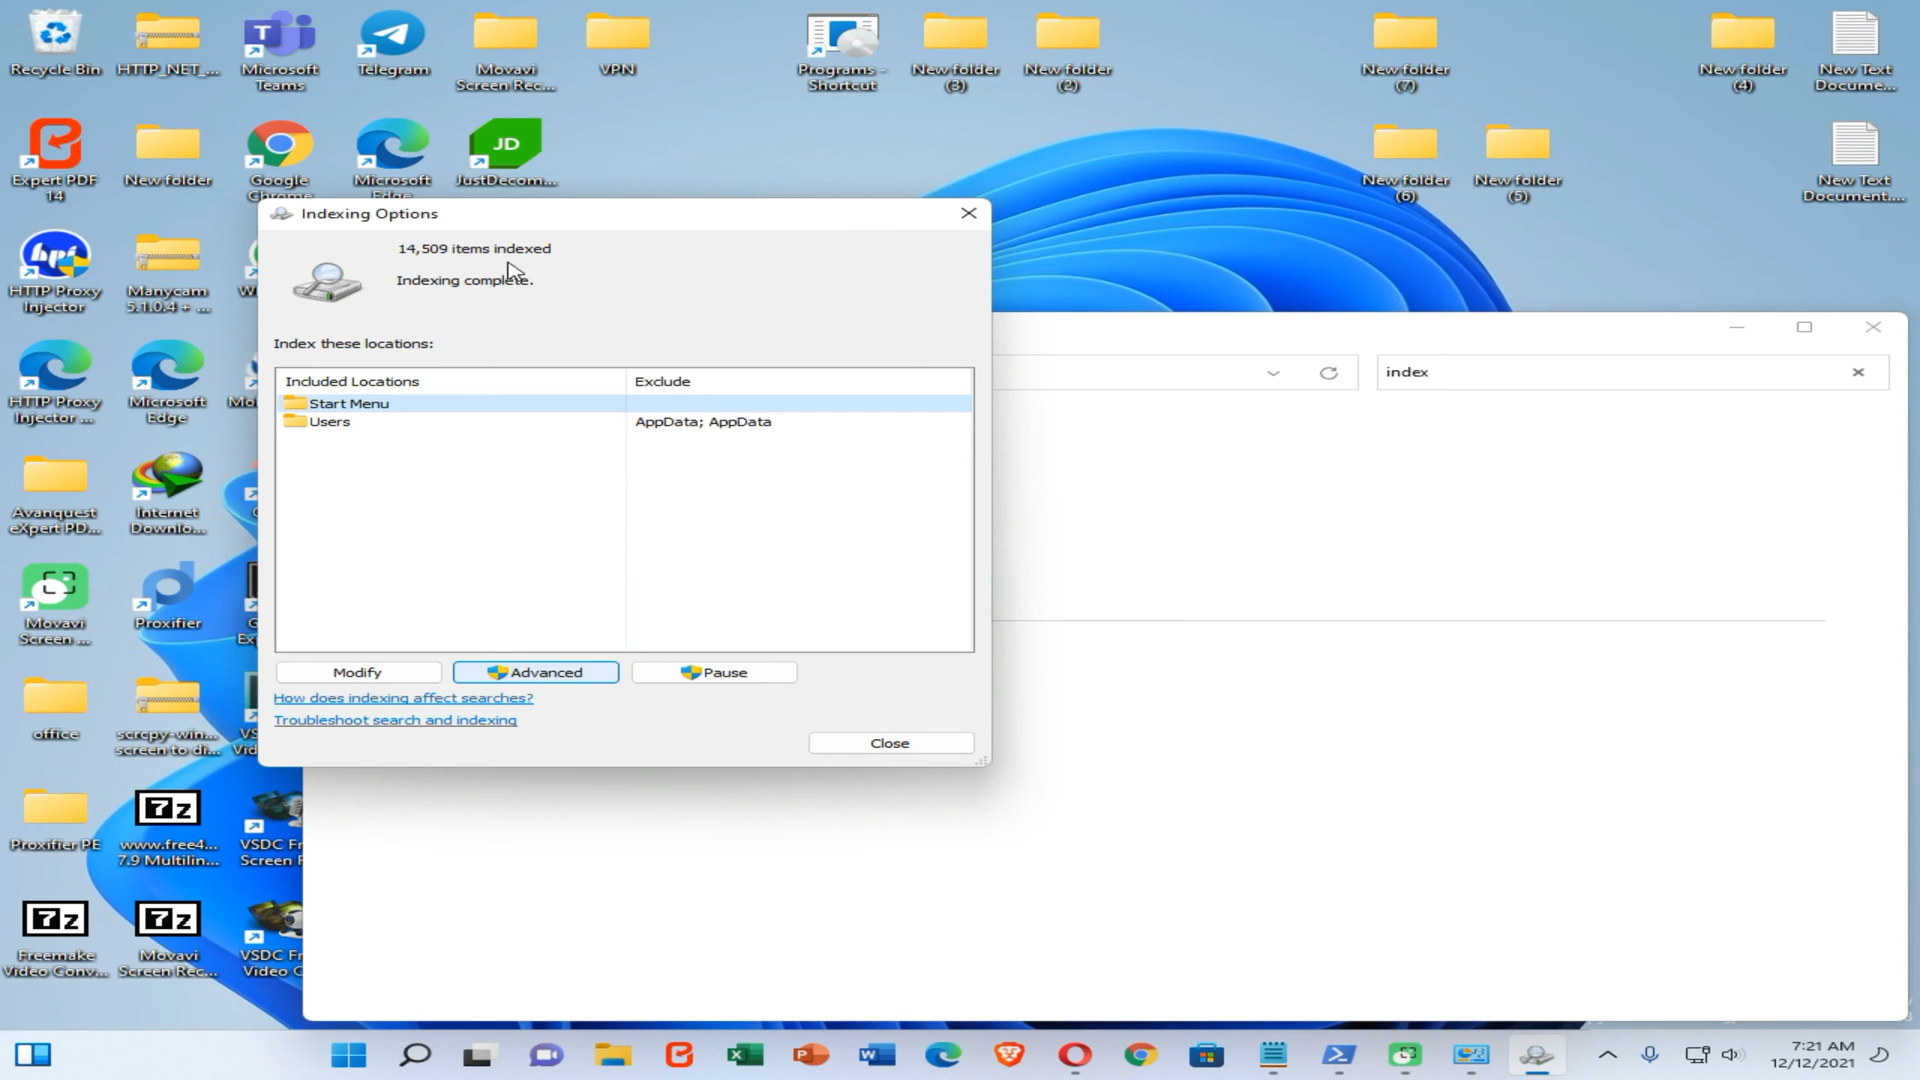 Recycle Bin
HTTP_NET_...
Microsoft
Teams
Telegram
Movavi
Screen Rec...
VPN
Programs -
Shortcut
New folder
(3)
New folder
(2)
New folder
(7)
New folder
(4)
New Text
Docume...
Expert PDF
14
New folder
Google
Chrome
Microsoft
Edge
JD
JustDecom...
New folder
(6)
New folder
(5)
New Text
Document....
Indexing Options
14,509 items indexed
Indexing complete.
Index these locations:
Included Locations
Exclude
Start Menu
Users
AppData; AppData
Modify
Advanced
Pause
How does indexing affect searches?
Troubleshoot search and indexing
Close
index
hpi
HTTP Proxy
Injector
Manycam
5.1.0.4 + ...
HTTP Proxy
Injector ...
Microsoft
Edge
Avanquest
eXpert PD...
Internet
Downlo...
Movavi
Screen ...
Proxifier
office
scrcpy-win...
screen to di...
Proxifier PE
7z
www.free4...
7.9 Multilin...
VSDC Fr
Screen F
7z
Freemake
Video Conv...
7z
Movavi
Screen Rec...
VSDC Fr
Video C
7:21 AM
12/12/2021